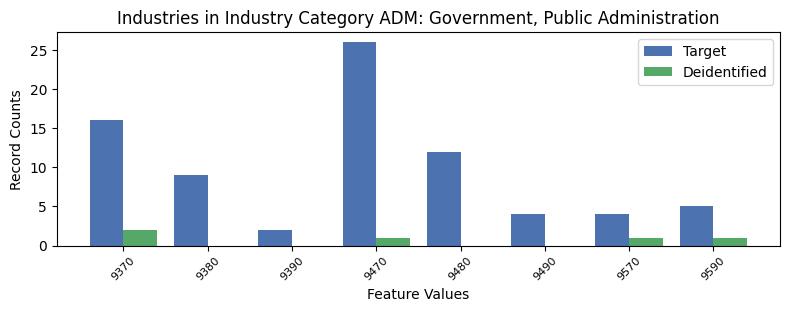 Industries in Industry Category ADM: Government, Public Administration
Target
Deidentified
Record Counts
25
20
15
10
5
0
9370 9380 9390 9470 9480 9490 9570 9590
Feature Values